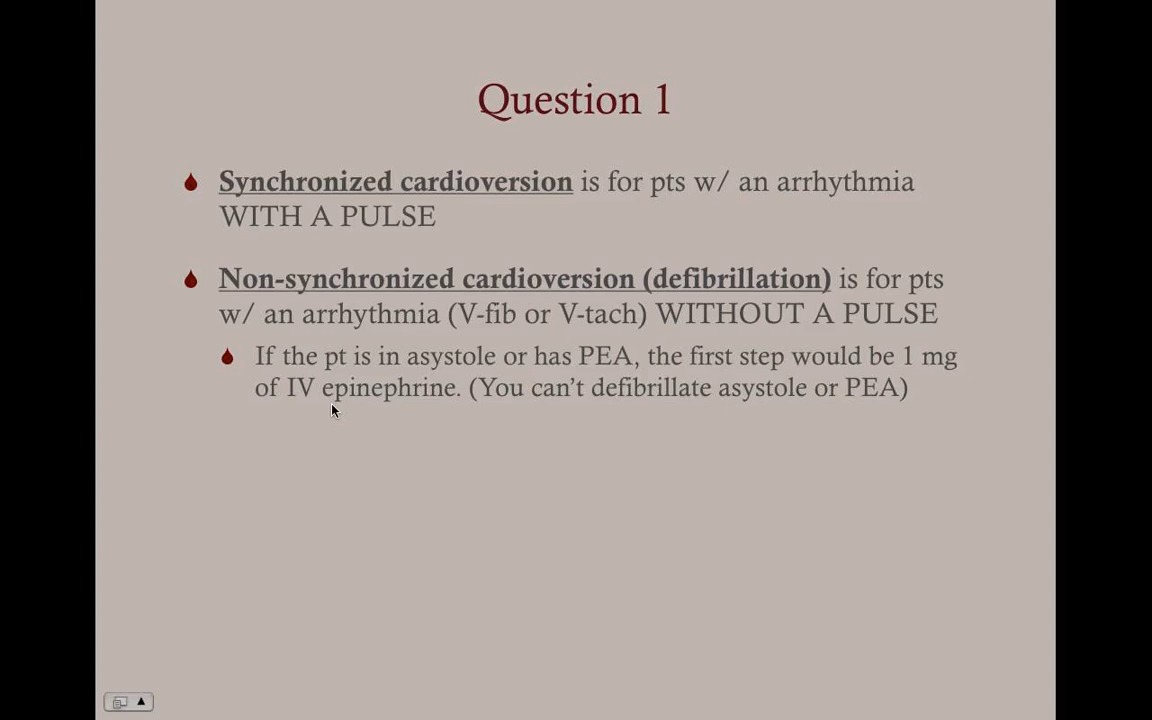 Question 1
Synchronized cardioversion is for pts w/ an arrhythmia
WITH A PULSE
Non-synchronized cardioversion (defibrillation) is for pts
w/ an arrhythmia (V-fib or V-tach) WITHOUT A PULSE
If the pt is in asystole or has PEA, the first step would be 1 mg
of IV epinephrine. (You can’t defibrillate asystole or PEA)